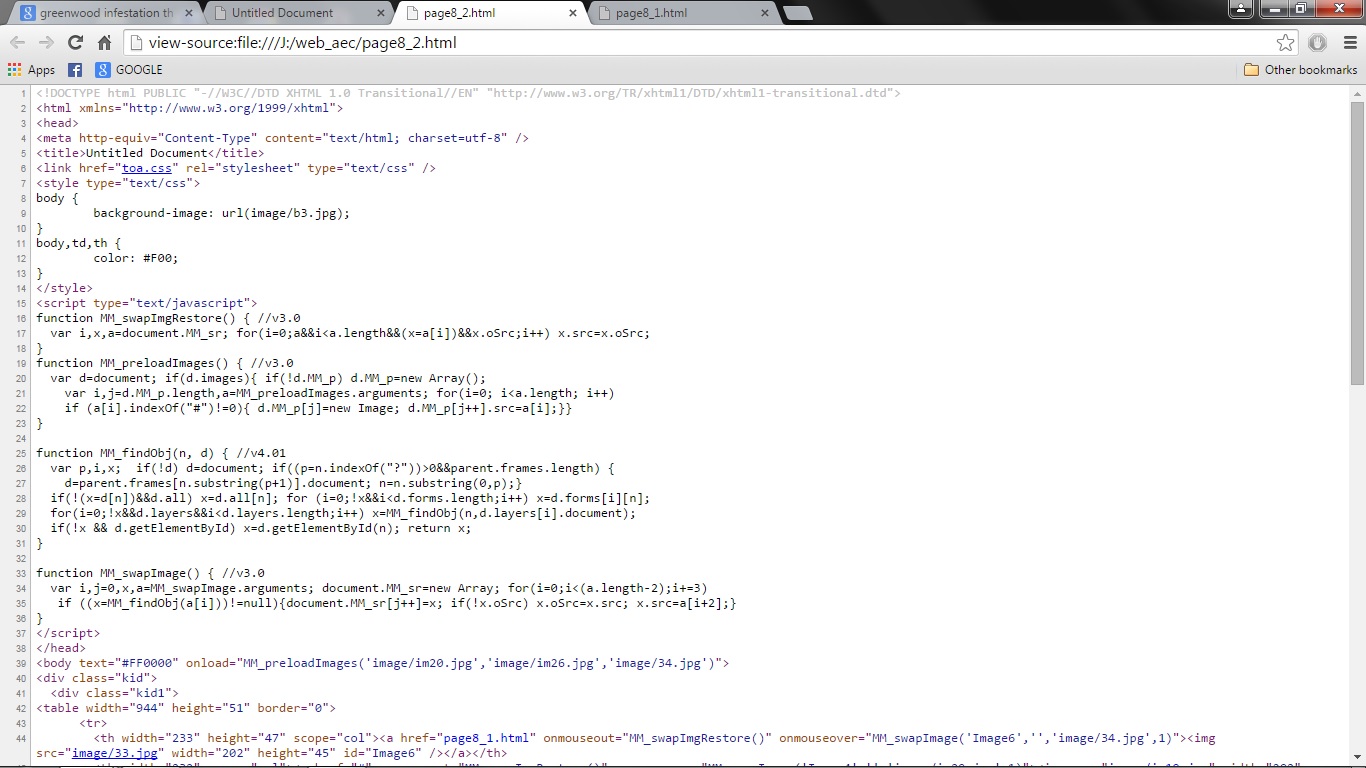 greenwood infestation th
Untitled Document
page8_2.html
page8_1.html
view-source:file:///J:/web_aec/page8_2.html
Apps
GOOGLE
Other bookmarks
1 <!DOCTYPE html PUBLIC "-//W3C//DTD XHTML 1.0 Transitional//EN" "http://www.w3.org/TR/xhtml1/DTD/xhtml1-transitional.dtd">
2 <html xmlns="http://www.w3.org/1999/xhtml">
3 <head>
4 <meta http-equiv="Content-Type" content="text/html; charset=utf-8" />
5 <title>Untitled Document</title>
6 <link href="toa.css" rel="stylesheet" type="text/css" />
7 <style type="text/css">
8 body {
9 background-image: url(image/b3.jpg);
10 }
11 body,td,th {
12 color: #F00;
13 }
14 </style>
15 <script type="text/javascript">
16 function MM_swapImgRestore() { //v3.0
17 var i,x,a=document.MM_sr; for(i=0;a&&i<a.length&&(x=a[i])&&x.oSrc;i++) x.src=x.oSrc;
18 }
19 function MM_preloadImages() { //v3.0
20 var d=document; if(d.images){ if(!d.MM_p) d.MM_p=new Array();
21 var i,j=d.MM_p.length,a=MM_preloadImages.arguments; for(i=0; i<a.length; i++)
22 if (a[i].indexOf("#")!=0){ d.MM_p[j]=new Image; d.MM_p[j++].src=a[i];}}
23 }
24
25 function MM_findObj(n, d) { //v4.01
26 var p,i,x;  if(!d) d=document; if((p=n.indexOf("?"))>0&&parent.frames.length) {
27 d=parent.frames[n.substring(p+1)].document; n=n.substring(0,p);}
28 if(!(x=d[n])&&d.all) x=d.all[n]; for (i=0;!x&&i<d.forms.length;i++) x=d.forms[i][n];
29 for(i=0;!x&&d.layers&&i<d.layers.length;i++) x=MM_findObj(n,d.layers[i].document);
30 if(!x && d.getElementById) x=d.getElementById(n); return x;
31 }
32
33 function MM_swapImage() { //v3.0
34 var i,j=0,x,a=MM_swapImage.arguments; document.MM_sr=new Array; for(i=0;i<(a.length-2);i+=3)
35 if ((x=MM_findObj(a[i]))!=null){document.MM_sr[j++]=x; if(!x.oSrc) x.oSrc=x.src; x.src=a[i+2];}
36 }
37 </script>
38 </head>
39 <body text="#FF0000" onload="MM_preloadImages('image/im20.jpg','image/im26.jpg','image/34.jpg')">
40 <div class="kid">
41 <div class="kid1">
42 <table width="944" height="51" border="0">
43 <tr>
44 <th width="233" height="47" scope="col"><a href="page8_1.html" onmouseout="MM_swapImgRestore()" onmouseover="MM_swapImage('Image6','','image/34.jpg',1)"><img
src="image/33.jpg" width="202" height="45" id="Image6" /></a></th>